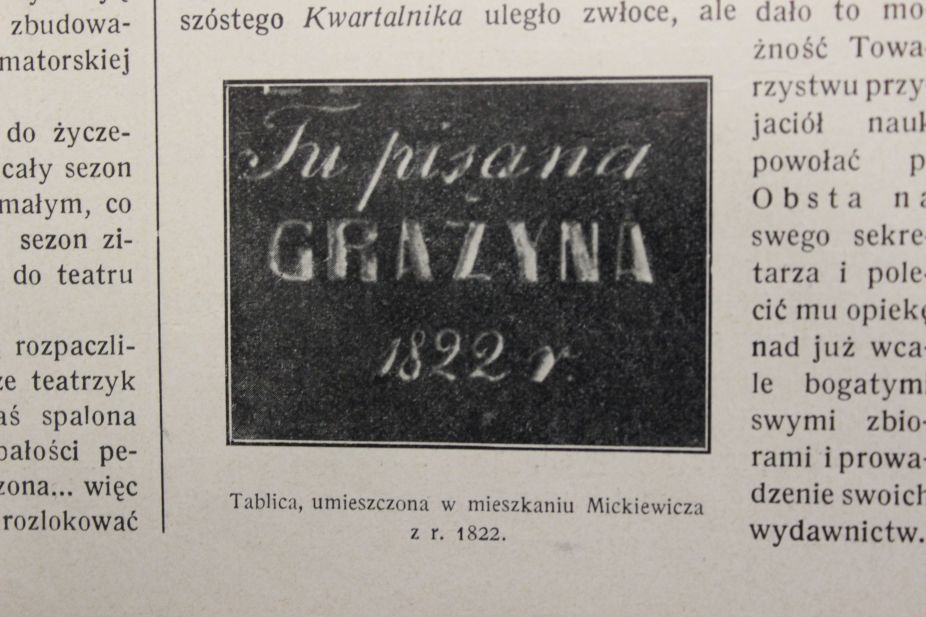 zbudowa-
matorskiej
do życze-
cały sezon
małym, co
sezon zi-
do teatru
rozpaczli-
że teatrzyk
spalona
pe-
więc
rozlokować
szóstego Kwartalnika uległo zwłoce, ale dało to mo-
żność Towa-
rzystwu przy-
jaciół nauk
powołać p
Obsta na
swego sekre-
tarza i pole-
cić mu opiekę
nad już wca-
le bogatymi
swymi zbio-
rami i prowa-
dzenie swoich
wydawnictw.
Tu pisana
GRAŻYNA
1822 r.
Tablica, umieszczona w mieszkaniu Mickiewicza
z r. 1822.